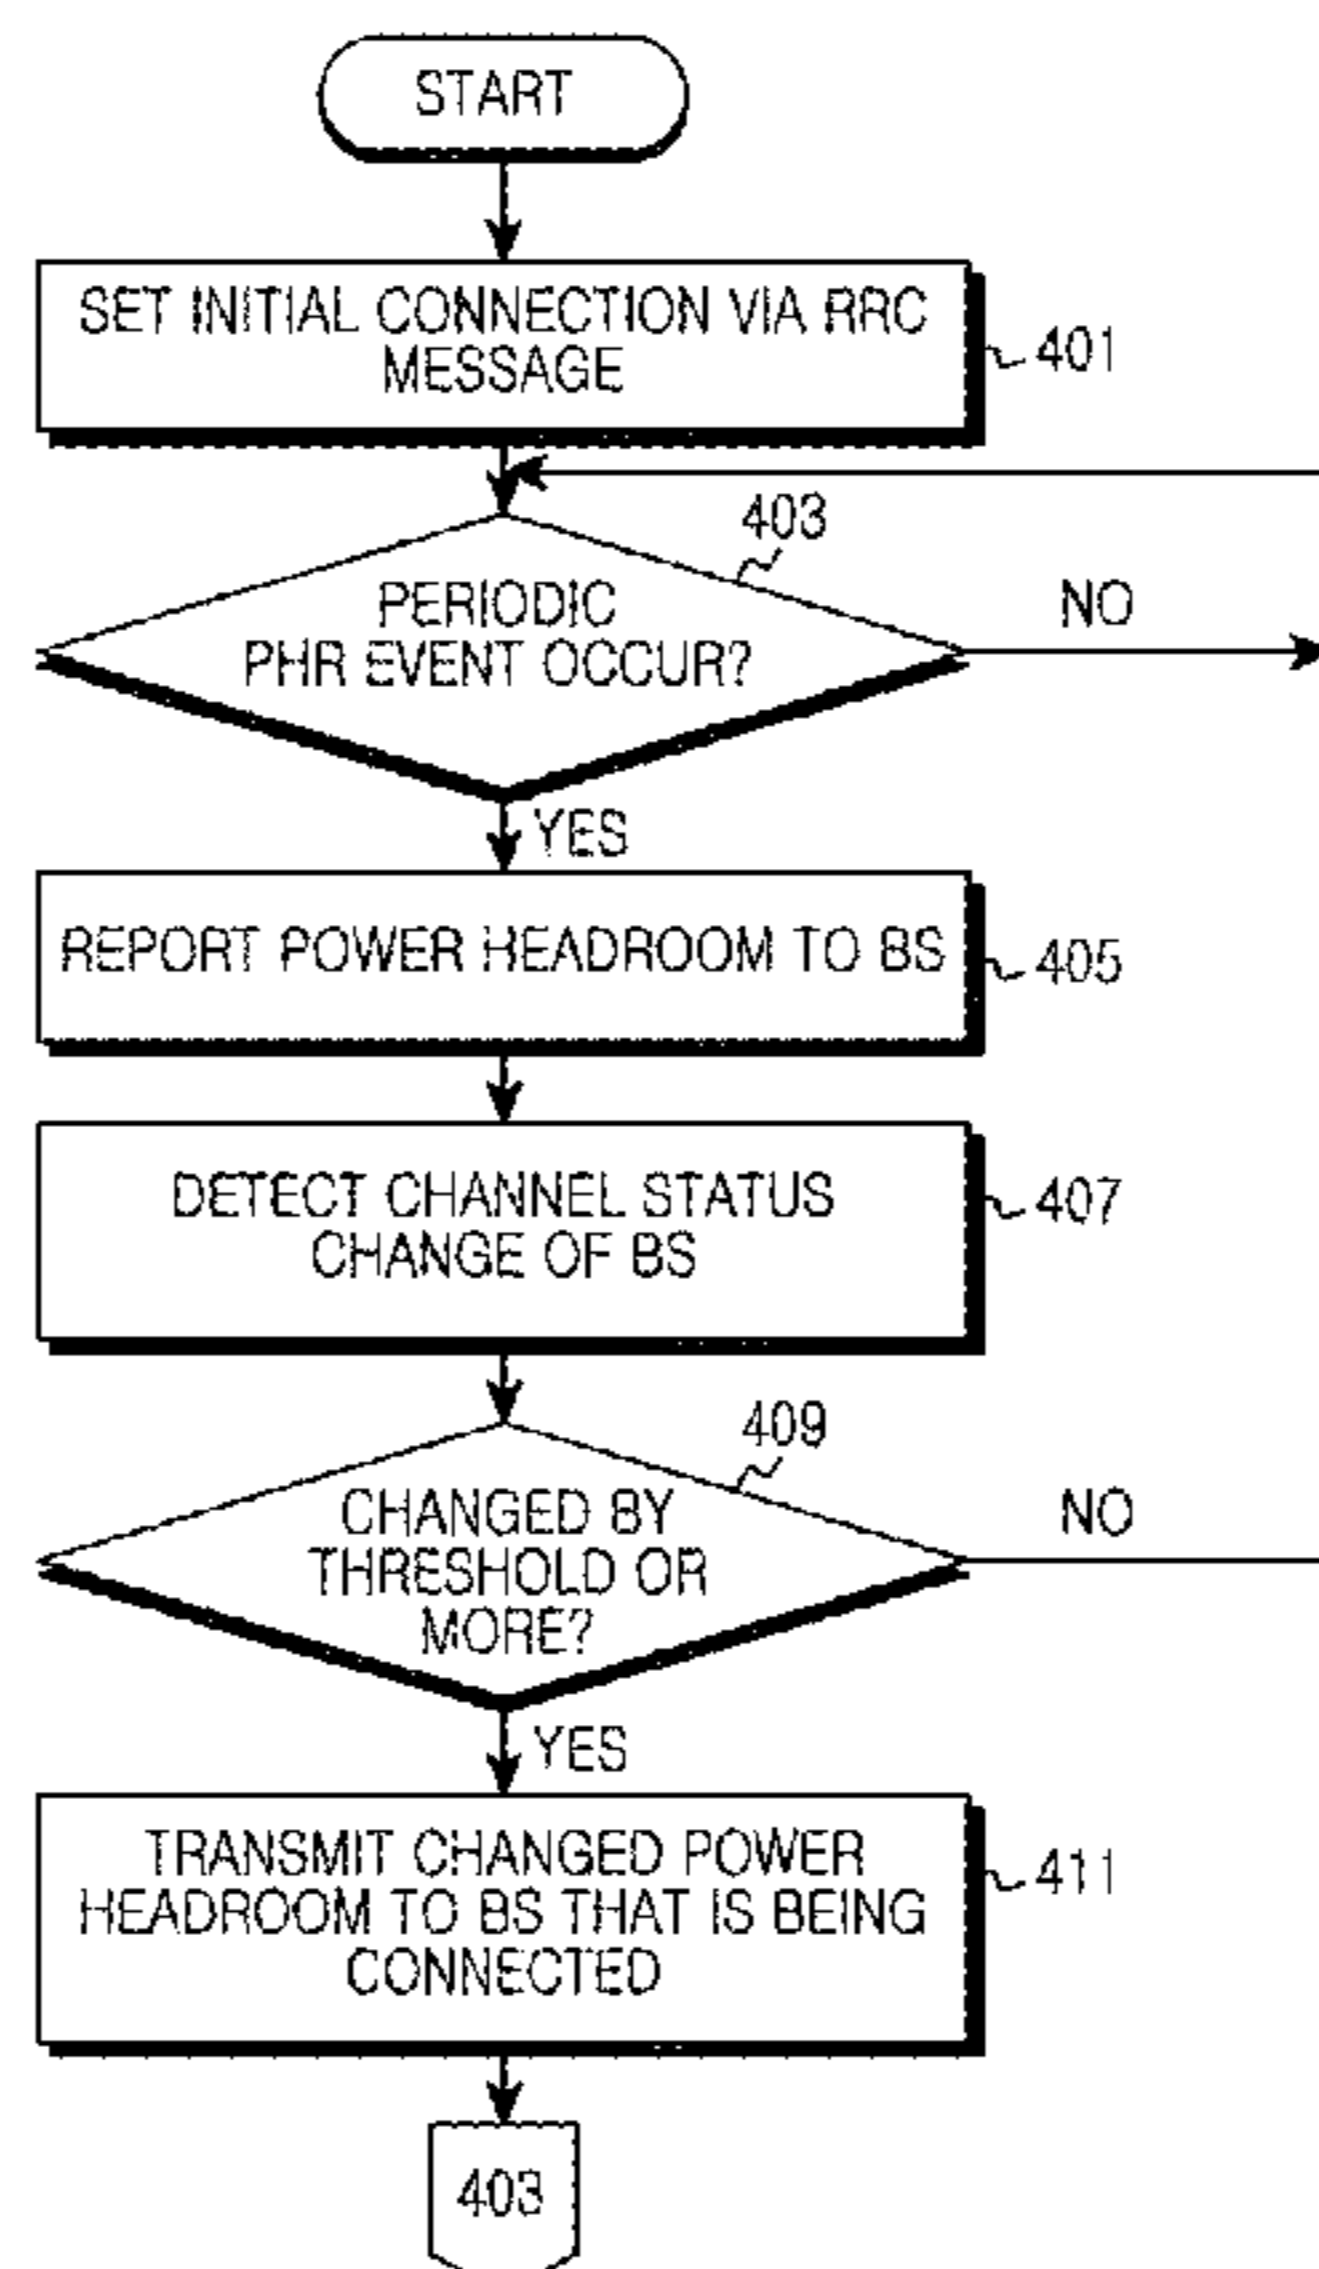 START
SET INITIAL CONNECTION VIA RRC
MESSAGE
401
403
PERIODIC
PHR EVENT OCCUR?
NO
YES
REPORT POWER HEADROOM TO BS
405
DETECT CHANNEL STATUS
CHANGE OF BS
407
409
CHANGED BY
THRESHOLD OR
MORE?
NO
YES
TRANSMIT CHANGED POWER
HEADROOM TO BS THAT IS BEING
CONNECTED
411
403